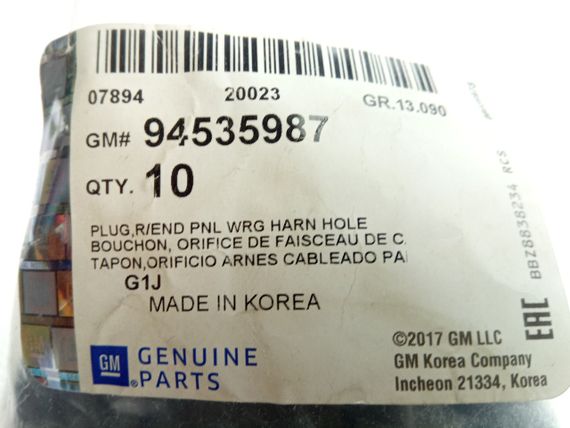 07894 20023 GR.13.090
GM# 94535987
QTY. 10
PLUG,R/END PNL WRG HARN HOLE
BOUCHON, ORIFICE DE FAISCEAU DE C
TAPON,ORIFICIO ARNES CABLEADO PA
G1J
MADE IN KOREA
GM GENUINE
PARTS
©2017 GM LLC
GM Korea Company
Incheon 21334, Korea
EAC
BBZ8838234 RCS